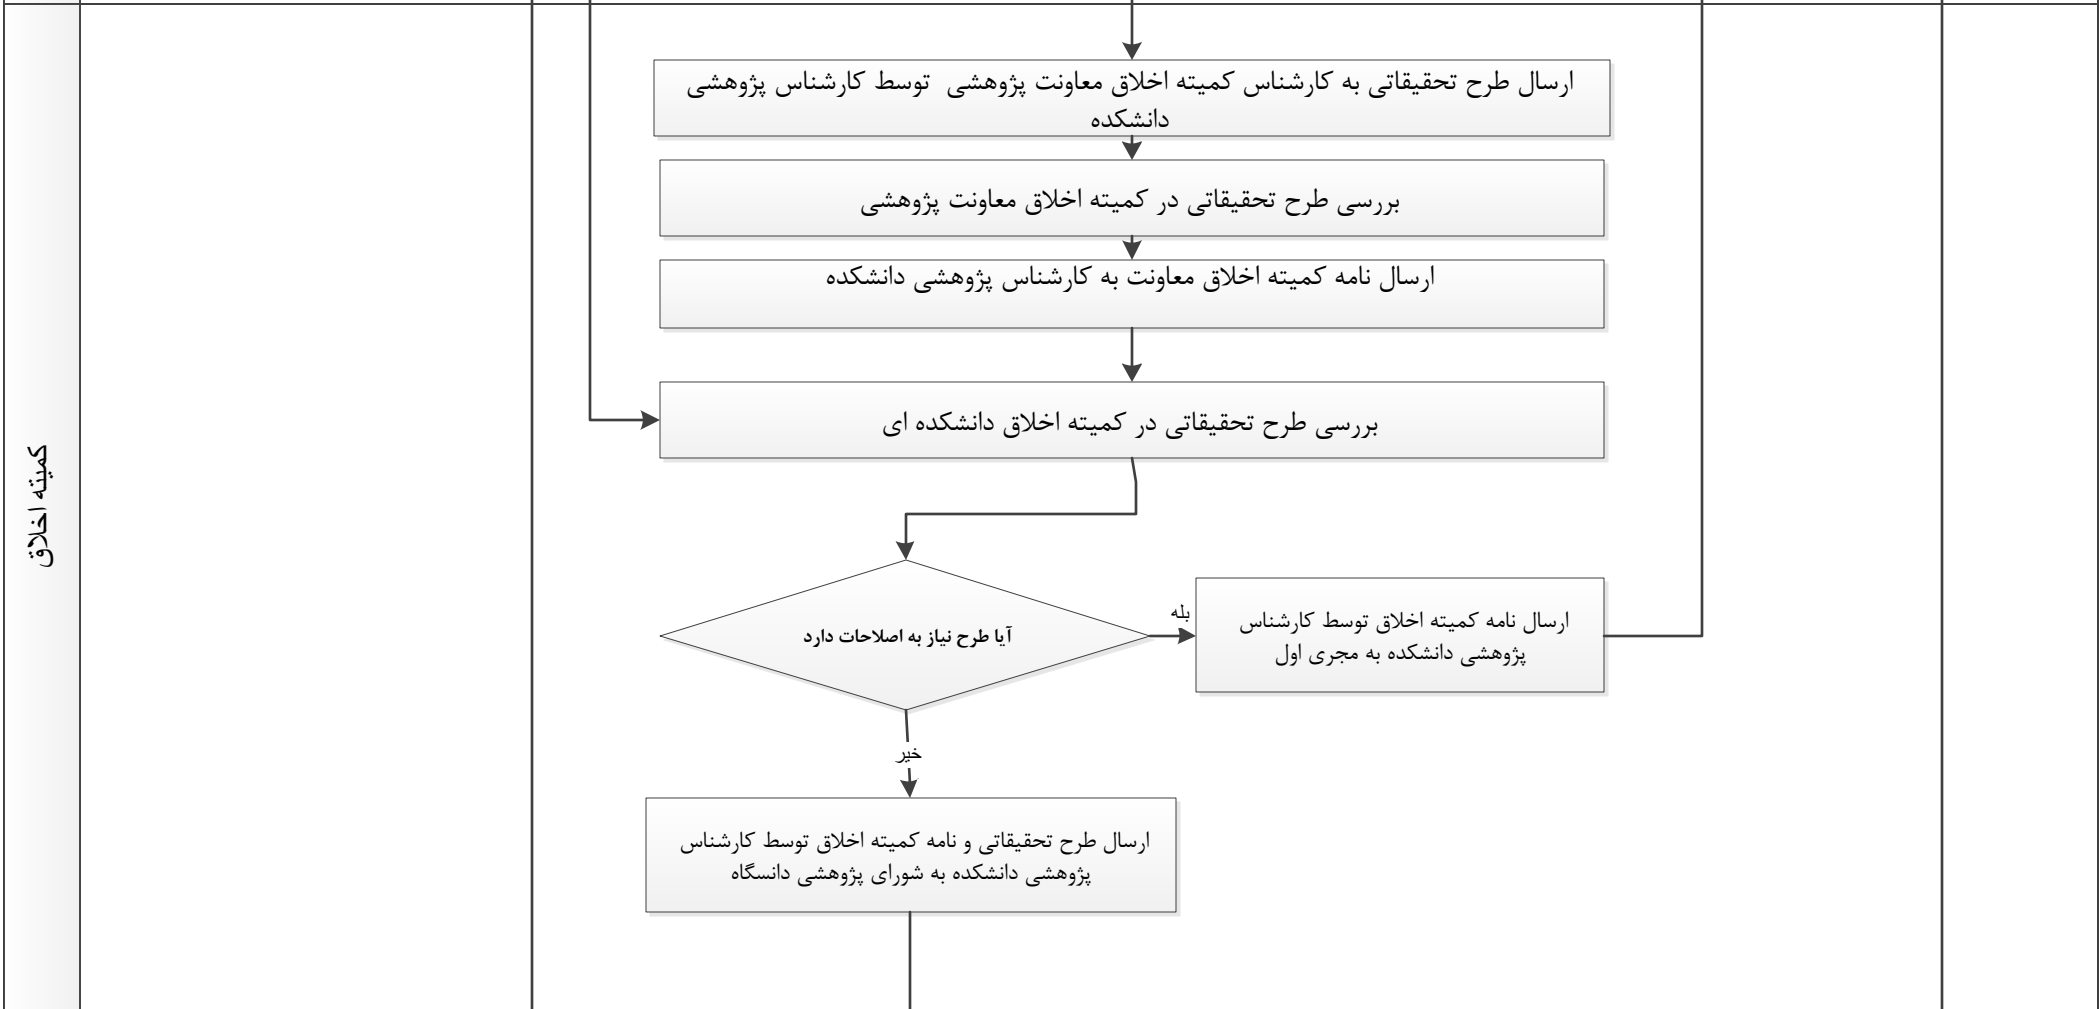 کمیته اخلاق
ارسال طرح تحقیقاتی به کارشناس کمیته اخلاق معاونت پژوهشی توسط کارشناس پژوهشی
دانشکده
بررسی طرح تحقیقاتی در کمیته اخلاق معاونت پژوهشی
ارسال نامه کمیته اخلاق معاونت به کارشناس پژوهشی دانشکده
بررسی طرح تحقیقاتی در کمیته اخلاق دانشکده ای
آیا طرح نیاز به اصلاحات دارد
بله
ارسال نامه کمیته اخلاق توسط کارشناس
پژوهشی دانشکده به مجری اول
خیر
ارسال طرح تحقیقاتی و نامه کمیته اخلاق توسط کارشناس
پژوهشی دانشکده به شورای پژوهشی دانسگاه